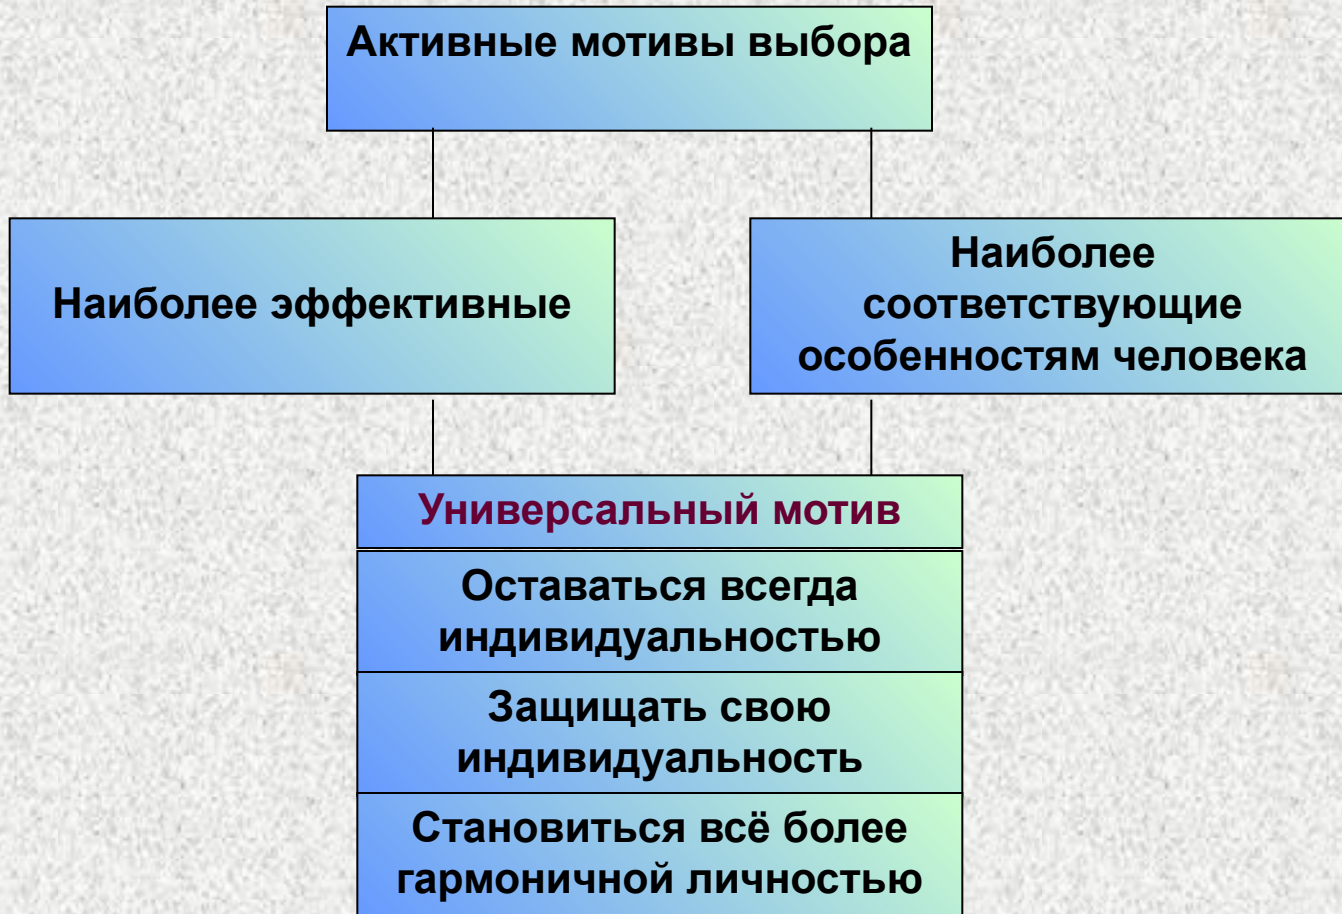 Активные мотивы выбора
Наиболее эффективные
Наиболее
соответствующие
особенностям человека
Универсальный мотив
Оставаться всегда
индивидуальностью
Защищать свою
индивидуальность
Становиться всё более
гармоничной личностью